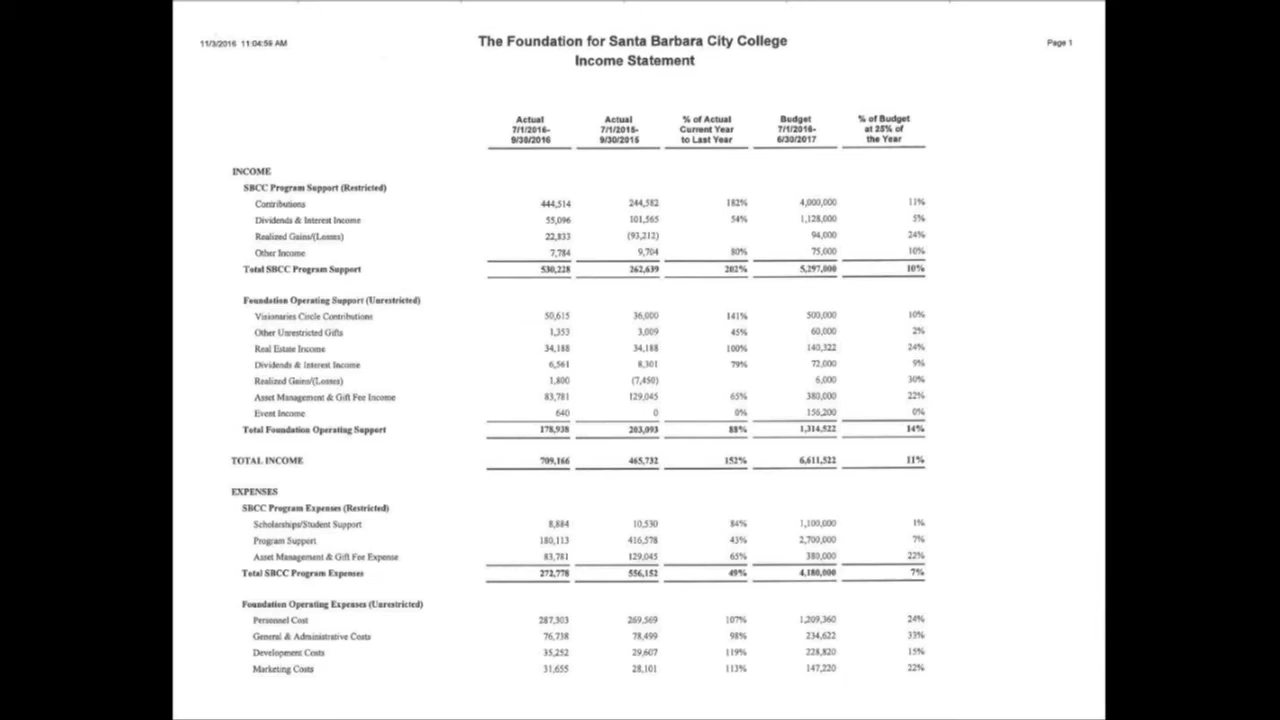 11/3/2016 11:04:56 AM The Foundation for Santa Barbara City College Page 1
Income Statement
Actual Actual % of Actual Budget % of Budget
7/1/2016- 7/1/2015- Current Year 7/1/2016- at 25% of
9/30/2016 9/30/2015 to Last Year 6/30/2017 the Year
INCOME
SBCC Program Support (Restricted)
Contributions 444,514 244,582 182% 4,000,000 11%
Dividends & Interest Income 55,096 101,565 54% 1,128,000 5%
Realized Gains/(Losses) 22,833 (93,212) 94,000 24%
Other Income 7,784 9,704 80% 75,000 10%
Total SBCC Program Support 530,228 262,639 202% 5,297,000 10%
Foundation Operating Support (Unrestricted)
Visionaries Circle Contributions 50,615 36,000 141% 500,000 10%
Other Unrestricted Gifts 1,353 3,009 45% 60,000 2%
Real Estate Income 34,188 34,188 100% 140,322 24%
Dividends & Interest Income 6,561 8,301 79% 72,000 9%
Realized Gains/(Losses) 1,800 (7,450) 6,000 30%
Asset Management & Gift Fee Income 83,781 129,045 65% 380,000 22%
Event Income 640 0 0% 156,200 0%
Total Foundation Operating Support 178,938 203,093 88% 1,314,522 14%
TOTAL INCOME 709,166 465,732 152% 6,611,522 11%
EXPENSES
SBCC Program Expenses (Restricted)
Scholarships/Student Support 8,884 10,530 84% 1,100,000 1%
Program Support 180,113 416,578 43% 2,700,000 7%
Asset Management & Gift Fee Expense 83,781 129,045 65% 380,000 22%
Total SBCC Program Expenses 272,778 556,152 49% 4,180,000 7%
Foundation Operating Expenses (Unrestricted)
Personnel Cost 287,303 269,569 107% 1,209,360 24%
General & Administrative Costs 76,738 78,499 98% 234,622 33%
Development Costs 35,252 29,607 119% 228,820 15%
Marketing Costs 31,655 28,101 113% 147,220 22%